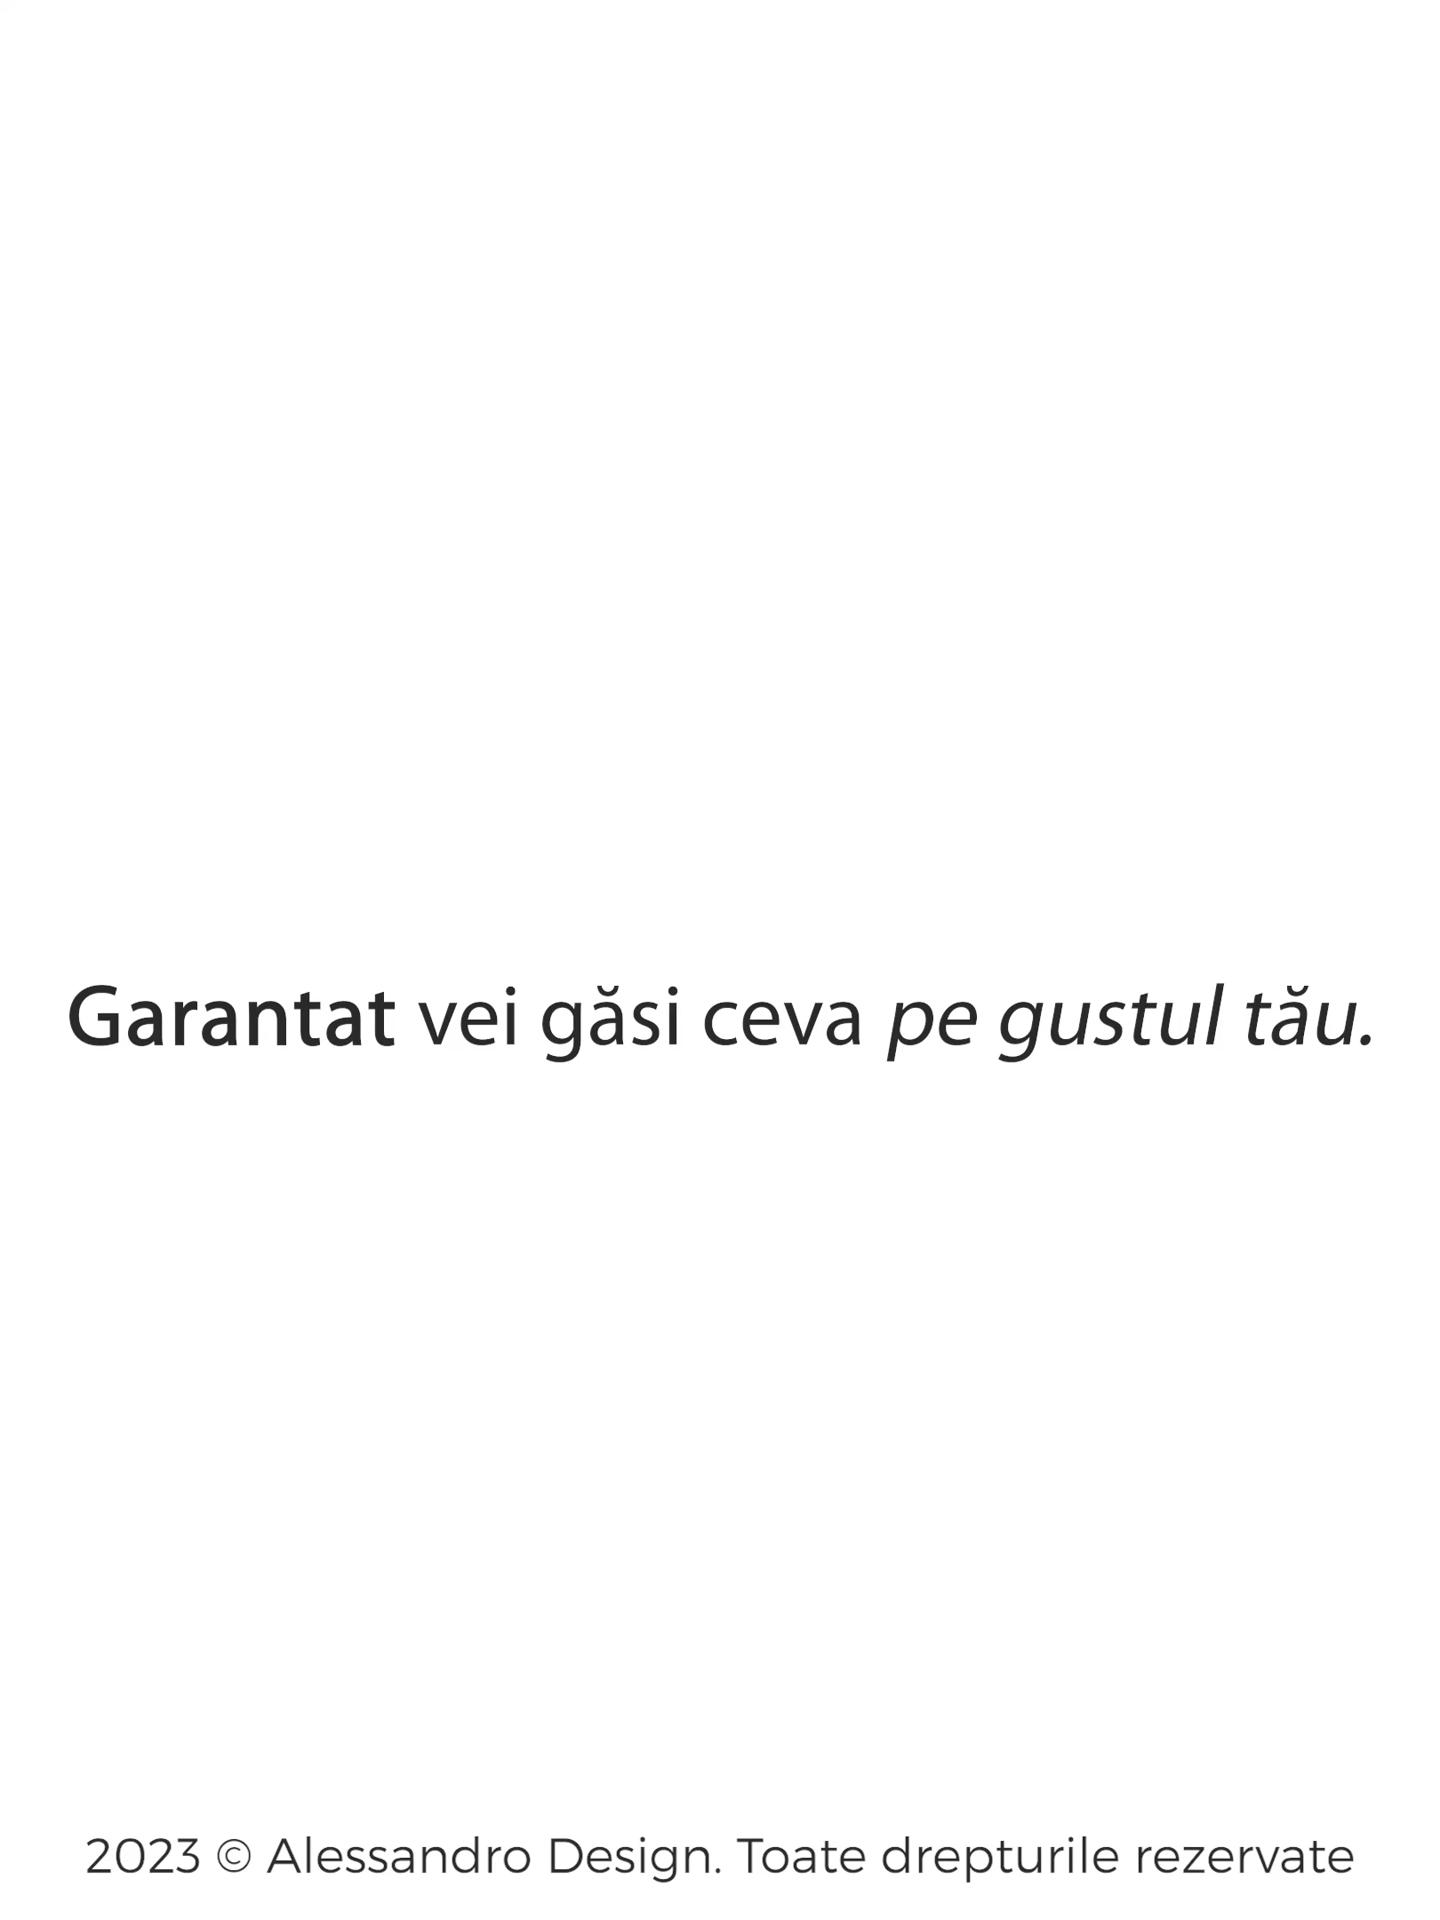 Garantat vei găsi ceva pe gustul tău.
2023 © Alessandro Design. Toate drepturile rezervate